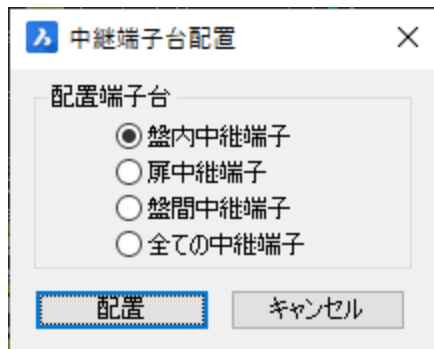 中継端子台配置
配置端子台
盤内中継端子
扉中継端子
盤間中継端子
全ての中継端子
配置 キャンセル